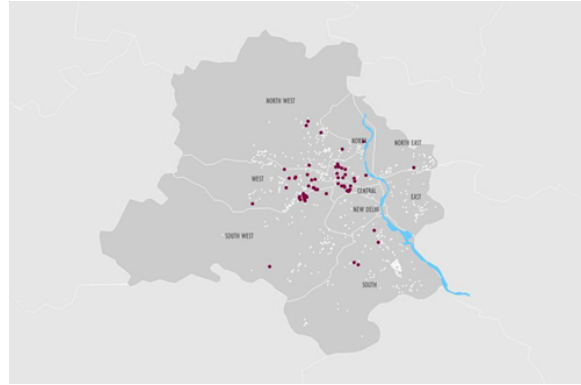 NORTH WEST
NORTH
NORTH EAST
WEST
CENTRAL
EAST
NEW DELHI
SOUTH WEST
SOUTH